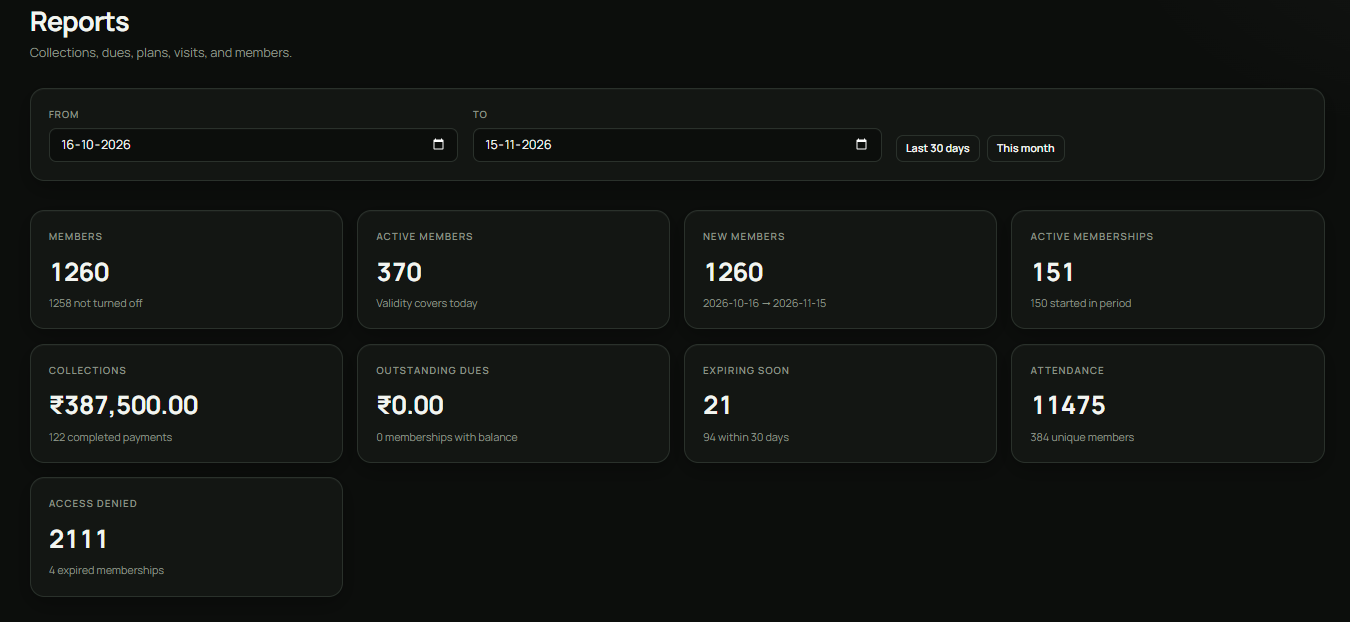 Reports
Collections, dues, plans, visits, and members.
FROM
16-10-2026
TO
15-11-2026
Last 30 days
This month
MEMBERS
1260
1258 not turned off
ACTIVE MEMBERS
370
Validity covers today
NEW MEMBERS
1260
2026-10-16 → 2026-11-15
ACTIVE MEMBERSHIPS
151
150 started in period
COLLECTIONS
₹387,500.00
122 completed payments
OUTSTANDING DUES
₹0.00
0 memberships with balance
EXPIRING SOON
21
94 within 30 days
ATTENDANCE
11475
384 unique members
ACCESS DENIED
2111
4 expired memberships